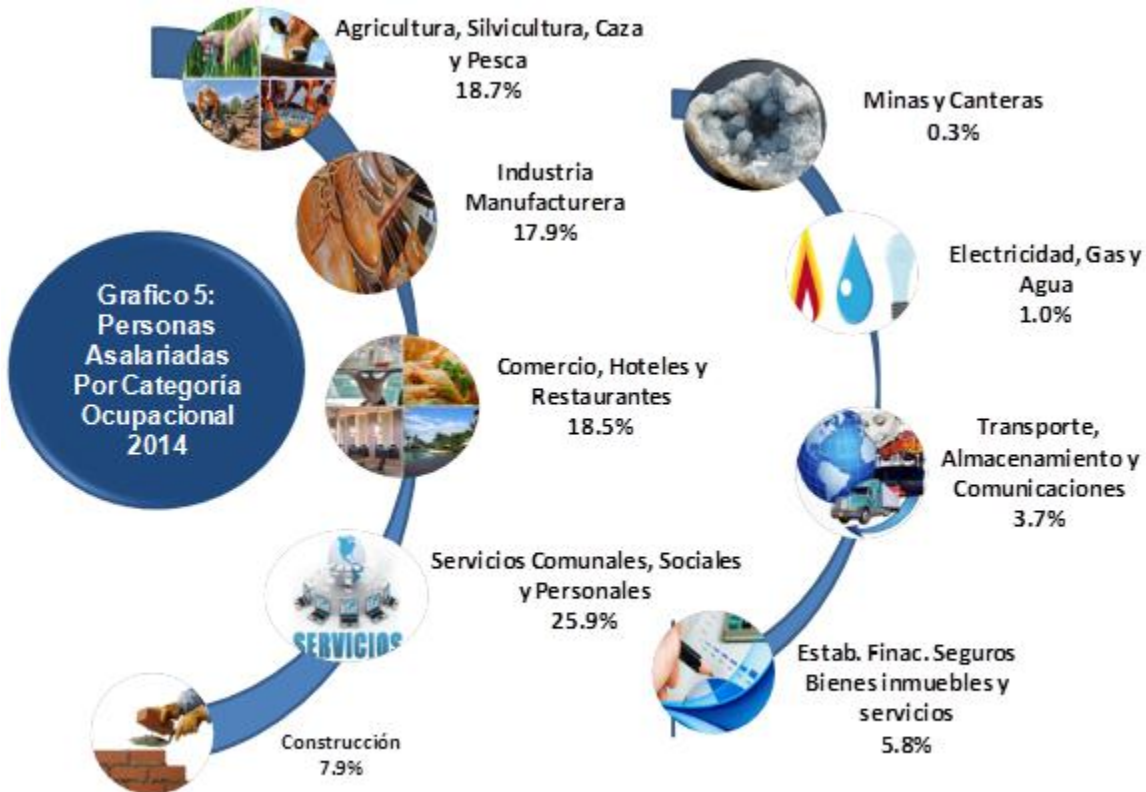 Grafico 5:
Personas
Asalariadas
Por Categoría
Ocupacional
2014
Agricultura, Silvicultura, Caza
y Pesca
18.7%
Industria
Manufacturera
17.9%
Comercio, Hoteles y
Restaurantes
18.5%
Servicios Comunales, Sociales
y Personales
25.9%
SERVICIOS
Construcción
7.9%
Minas y Canteras
0.3%
Electricidad, Gas y
Agua
1.0%
Transporte,
Almacenamiento y
Comunicaciones
3.7%
Estab. Finac. Seguros
Bienes inmuebles y
servicios
5.8%